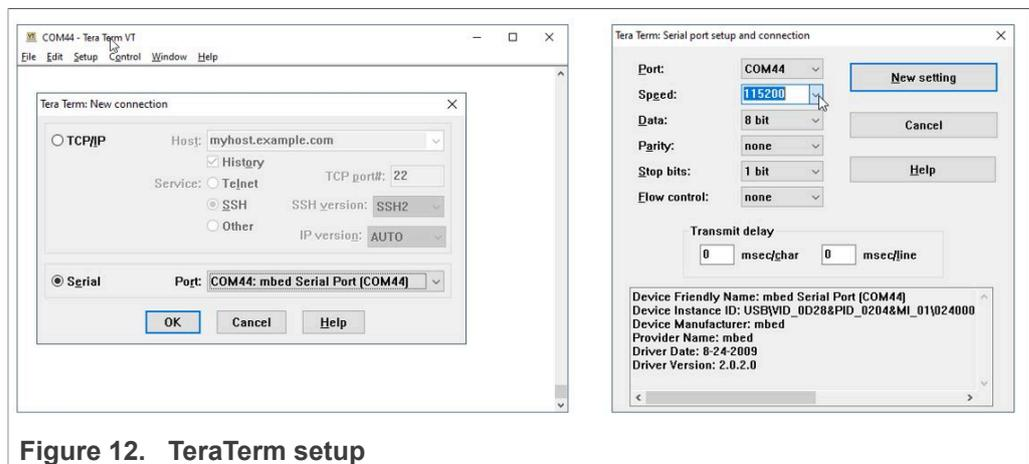 COM44 - Tera Term VT
File Edit Setup Control Window Help
Tera Term: New connection
TCP/IP Host: myhost.example.com
History
Service: Telnet TCP port#: 22
SSH SSH version: SSH2
Other IP version: AUTO
Serial Port: COM44: mbed Serial Port (COM44)
OK Cancel Help
Tera Term: Serial port setup and connection
Port: COM44 New setting
Speed: 115200
Data: 8 bit Cancel
Parity: none
Stop bits: 1 bit Help
Flow control: none
Transmit delay
0 msec/char 0 msec/line
Device Friendly Name: mbed Serial Port (COM44)
Device Instance ID: USB\VID_0D28&PID_0204&MI_01\024000
Device Manufacturer: mbed
Provider Name: mbed
Driver Date: 8-24-2009
Driver Version: 2.0.2.0
Figure 12. TeraTerm setup